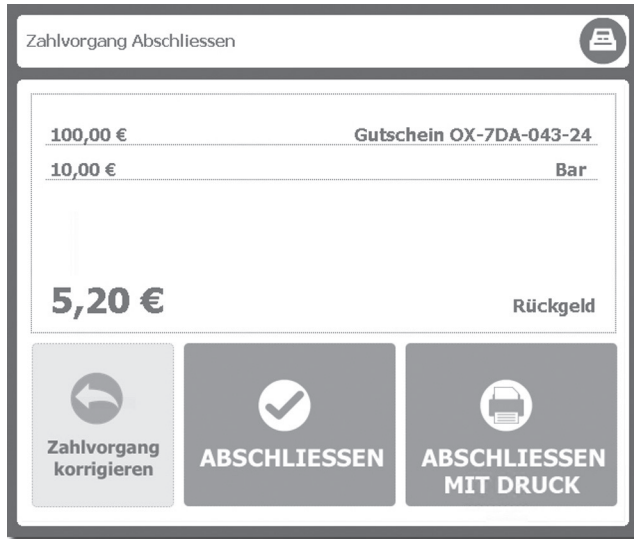 Zahlvorgang Abschliessen
100,00 € Gutschein OX-7DA-043-24
10,00 € Bar
5,20 € Rückgeld
Zahlvorgang
korrigieren
ABSCHLIESSEN
ABSCHLIESSEN
MIT DRUCK